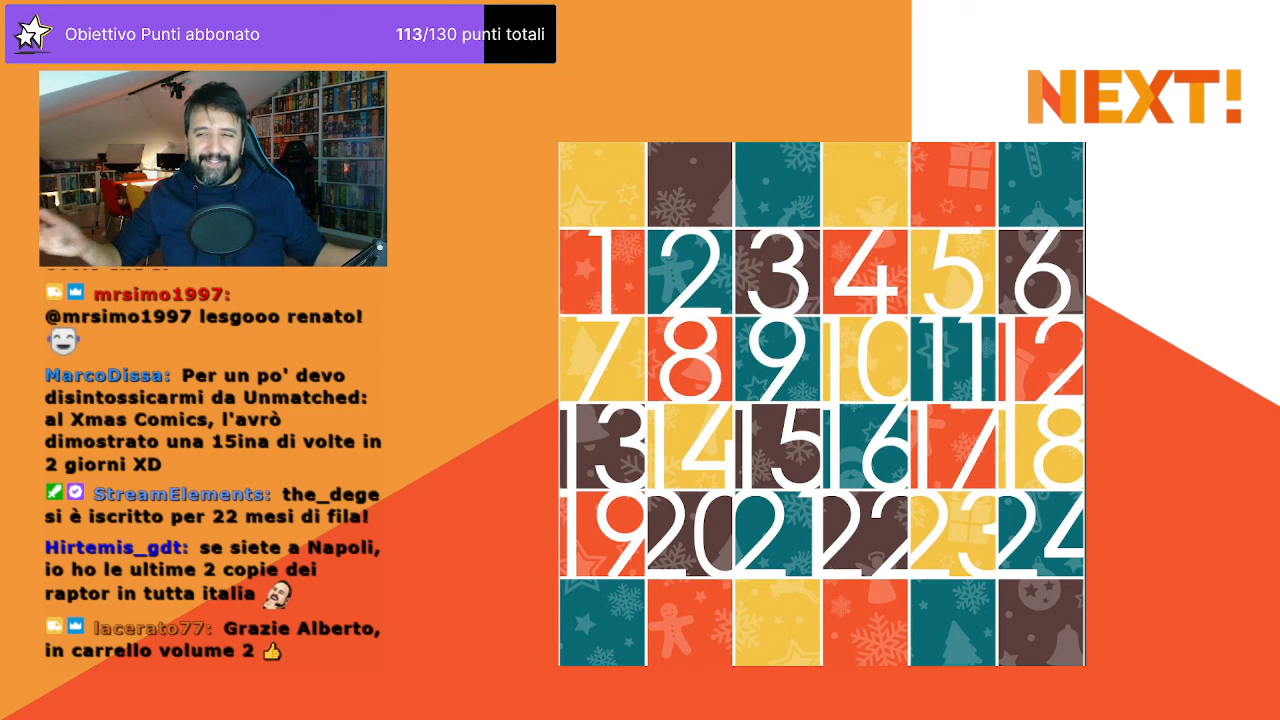 Obiettivo Punti abbonato 113/130 punti totali
NEXT!
mrsimo1997:
@mrsimo1997 lesgooo renato!
MarcoDissa: Per un po' devo
disintossicarmi da Unmatched:
al Xmas Comics, l'avrò
dimostrato una 15ina di volte in
2 giorni XD
StreamElements: the_dege
si è iscritto per 22 mesi di fila!
Hirtemis_gdt: se siete a Napoli,
io ho le ultime 2 copie dei
raptor in tutta italia
lacerato77: Grazie Alberto,
in carrello volume 2
1 2 3 4 5 6
7 8 9 10 11 12
13 14 15 16 17 18
19 20 21 22 23 24